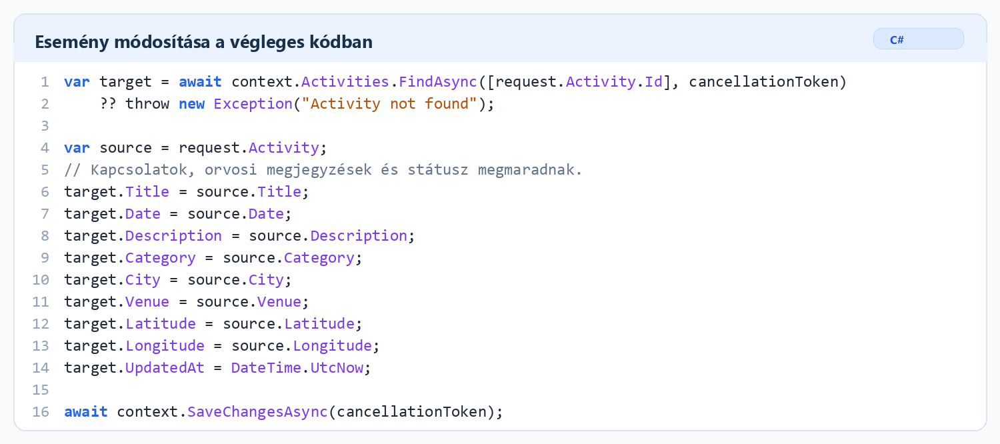 Esemény módosítása a végleges kódban
C#
1 var target = await context.Activities.FindAsync([request.Activity.Id], cancellationToken)
2     ?? throw new Exception("Activity not found");
3
4 var source = request.Activity;
5 // Kapcsolatok, orvosi megjegyzések és státusz megmaradnak.
6 target.Title = source.Title;
7 target.Date = source.Date;
8 target.Description = source.Description;
9 target.Category = source.Category;
10 target.City = source.City;
11 target.Venue = source.Venue;
12 target.Latitude = source.Latitude;
13 target.Longitude = source.Longitude;
14 target.UpdatedAt = DateTime.UtcNow;
15
16 await context.SaveChangesAsync(cancellationToken);